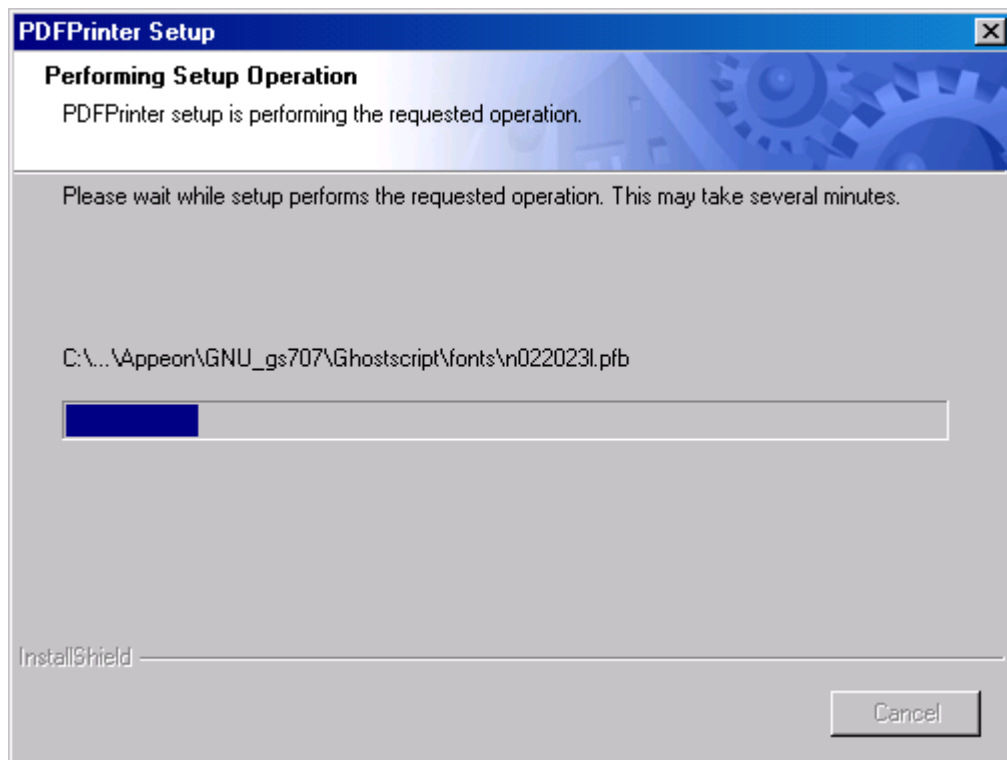 PDFPrinter Setup
Performing Setup Operation
PDFPrinter setup is performing the requested operation.
Please wait while setup performs the requested operation. This may take several minutes.
C:\...\Appeon\GNU_gs707\Ghostscript\fonts\n022023l.pfb
InstallShield
Cancel